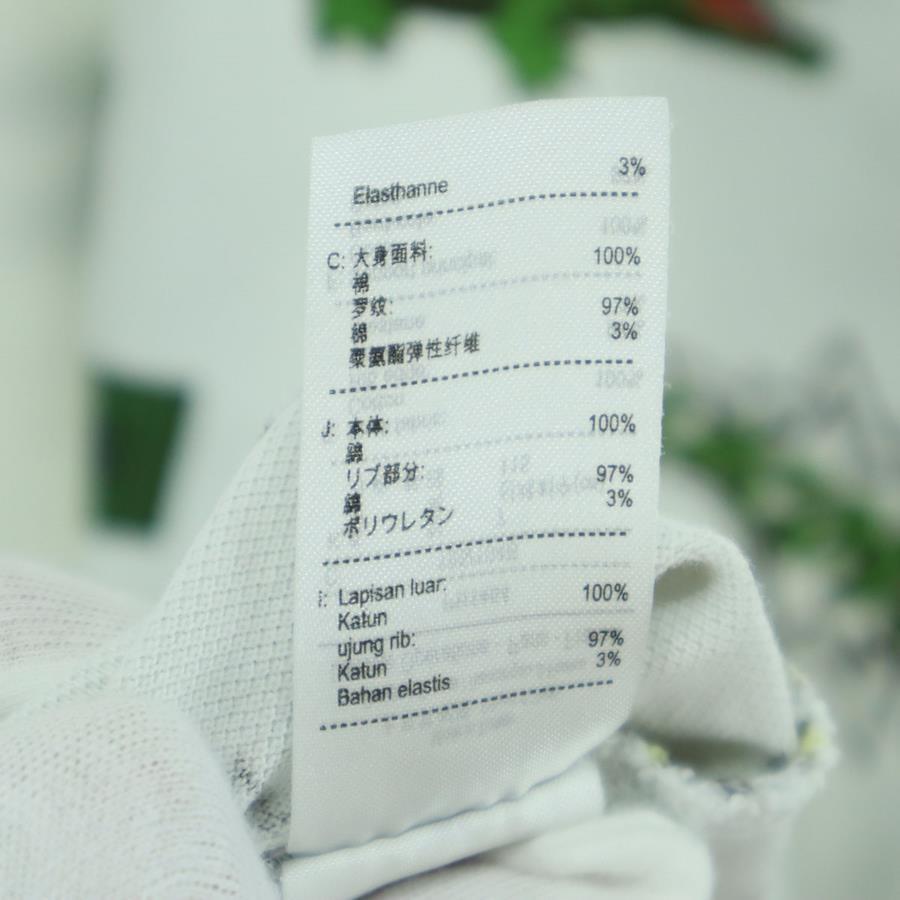 Elasthanne 3%
C: 大身面料:
棉 100%
罗纹:
棉 97%
聚氨酯弹性纤维 3%
J: 本体:
綿 100%
リブ部分:
綿 97%
ポリウレタン 3%
i: Lapisan luar:
Katun 100%
ujung rib:
Katun 97%
Bahan elastis 3%